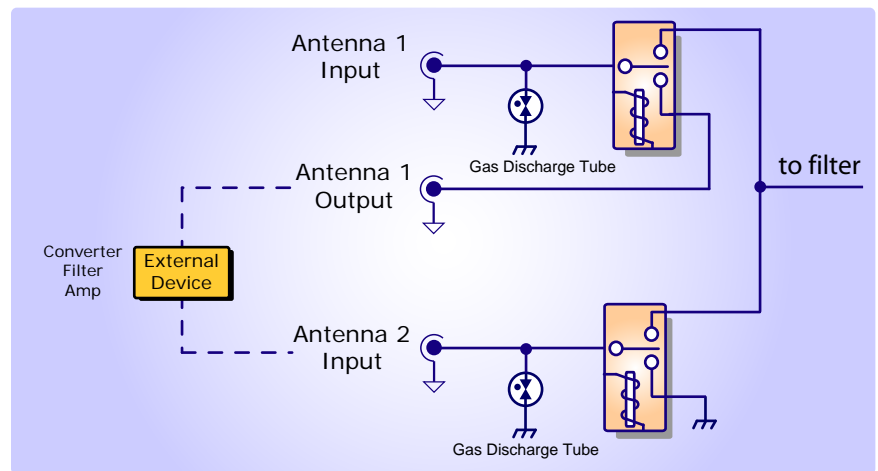 Antenna 1
Input
Gas Discharge Tube
Antenna 1
Output
to filter
Converter
Filter
Amp
External
Device
Antenna 2
Input
Gas Discharge Tube